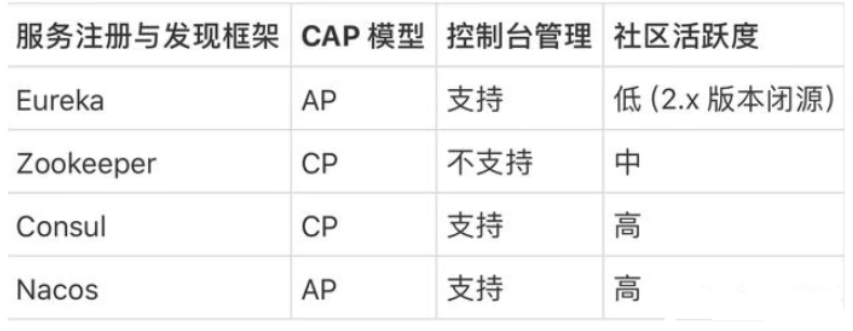 服务注册与发现框架 CAP 模型 控制台管理 社区活跃度
Eureka AP 支持 低 (2.x 版本闭源)
Zookeeper CP 不支持 中
Consul CP 支持 高
Nacos AP 支持 高